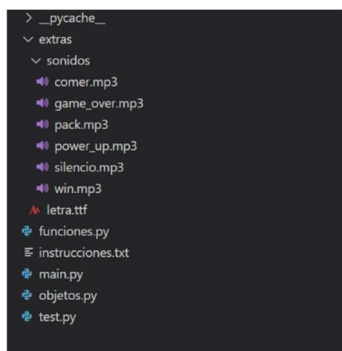 __pycache__
extras
sonidos
comer.mp3
game_over.mp3
pack.mp3
power_up.mp3
silencio.mp3
win.mp3
letra.ttf
funciones.py
instrucciones.txt
main.py
objetos.py
test.py